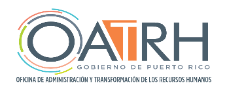 OATRH
GOBIERNO DE PUERTO RICO
OFICINA DE ADMINISTRACIÓN Y TRANSFORMACIÓN DE LOS RECURSOS HUMANOS